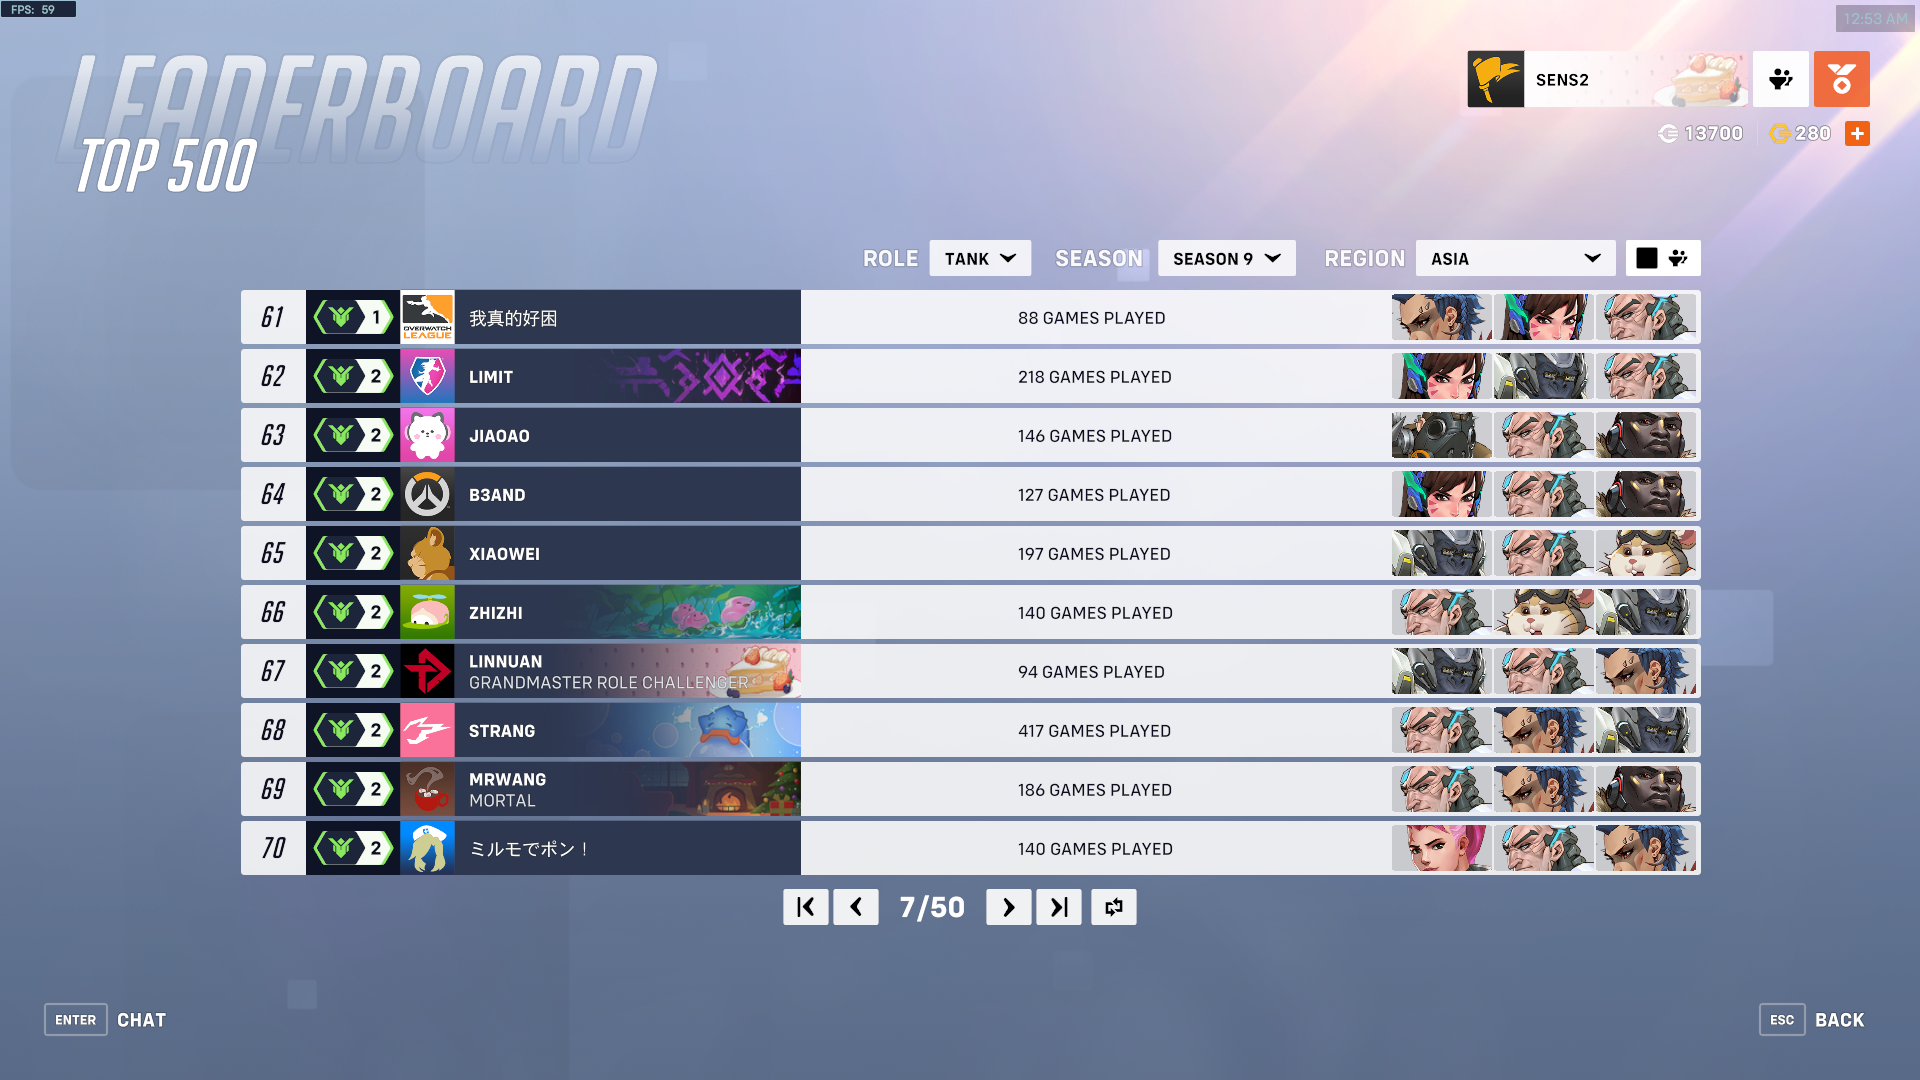 FPS: 59
12:53 AM
LEADERBOARD
TOP 500
SENS2
13700
280
ROLE
TANK
SEASON
SEASON 9
REGION
ASIA
61
1
OVERWATCH
LEAGUE
我真的好困
88 GAMES PLAYED
62
2
LIMIT
218 GAMES PLAYED
63
2
JIAOAO
146 GAMES PLAYED
64
2
B3AND
127 GAMES PLAYED
65
2
XIAOWEI
197 GAMES PLAYED
66
2
ZHIZHI
140 GAMES PLAYED
67
2
LINNUAN
GRANDMASTER ROLE CHALLENGER
94 GAMES PLAYED
68
2
STRANG
417 GAMES PLAYED
69
2
MRWANG
MORTAL
186 GAMES PLAYED
70
2
ミルモでポン！
140 GAMES PLAYED
7/50
ENTER
CHAT
ESC
BACK